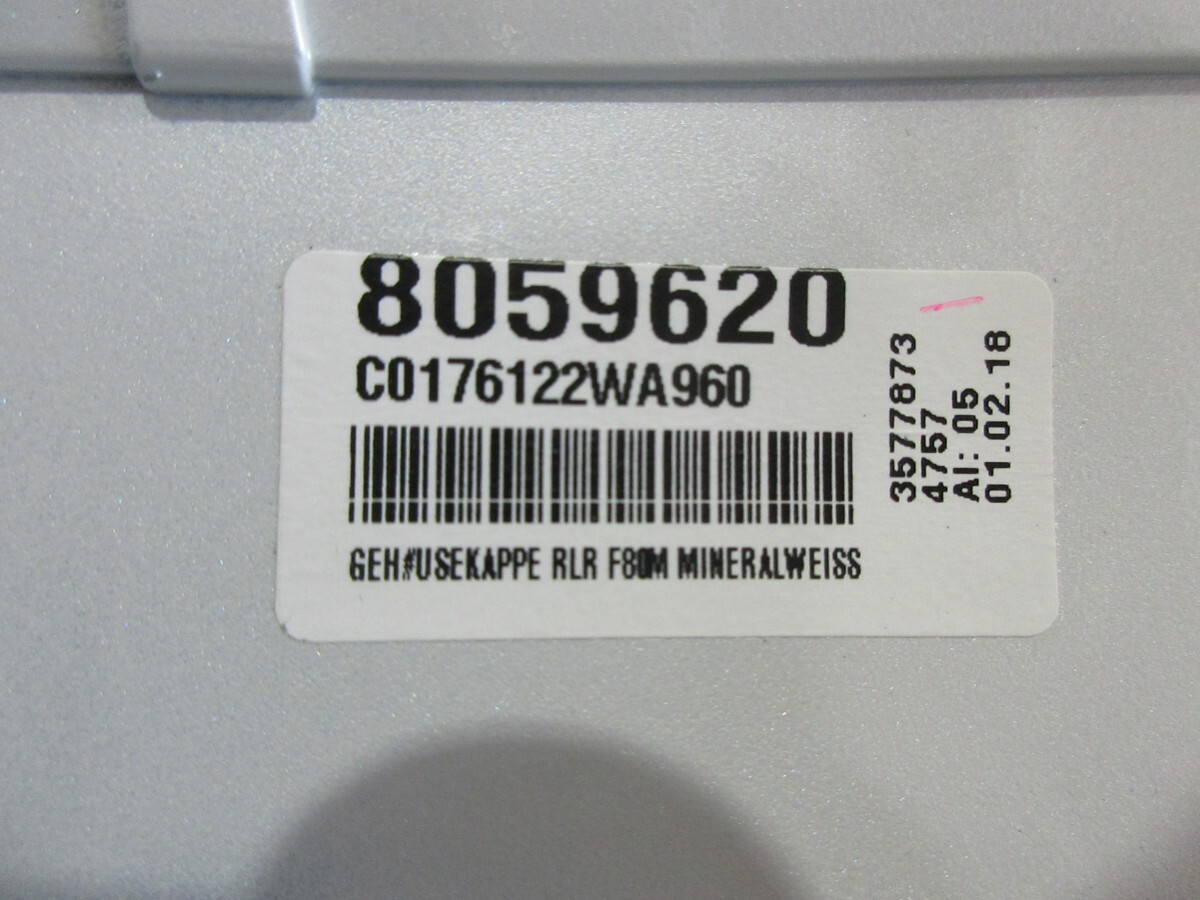 8059620
C0176122WA960
GEH#USEKAPPE RLR F80M MINERALWEISS
3577873
4757
AI: 05
01.02.18